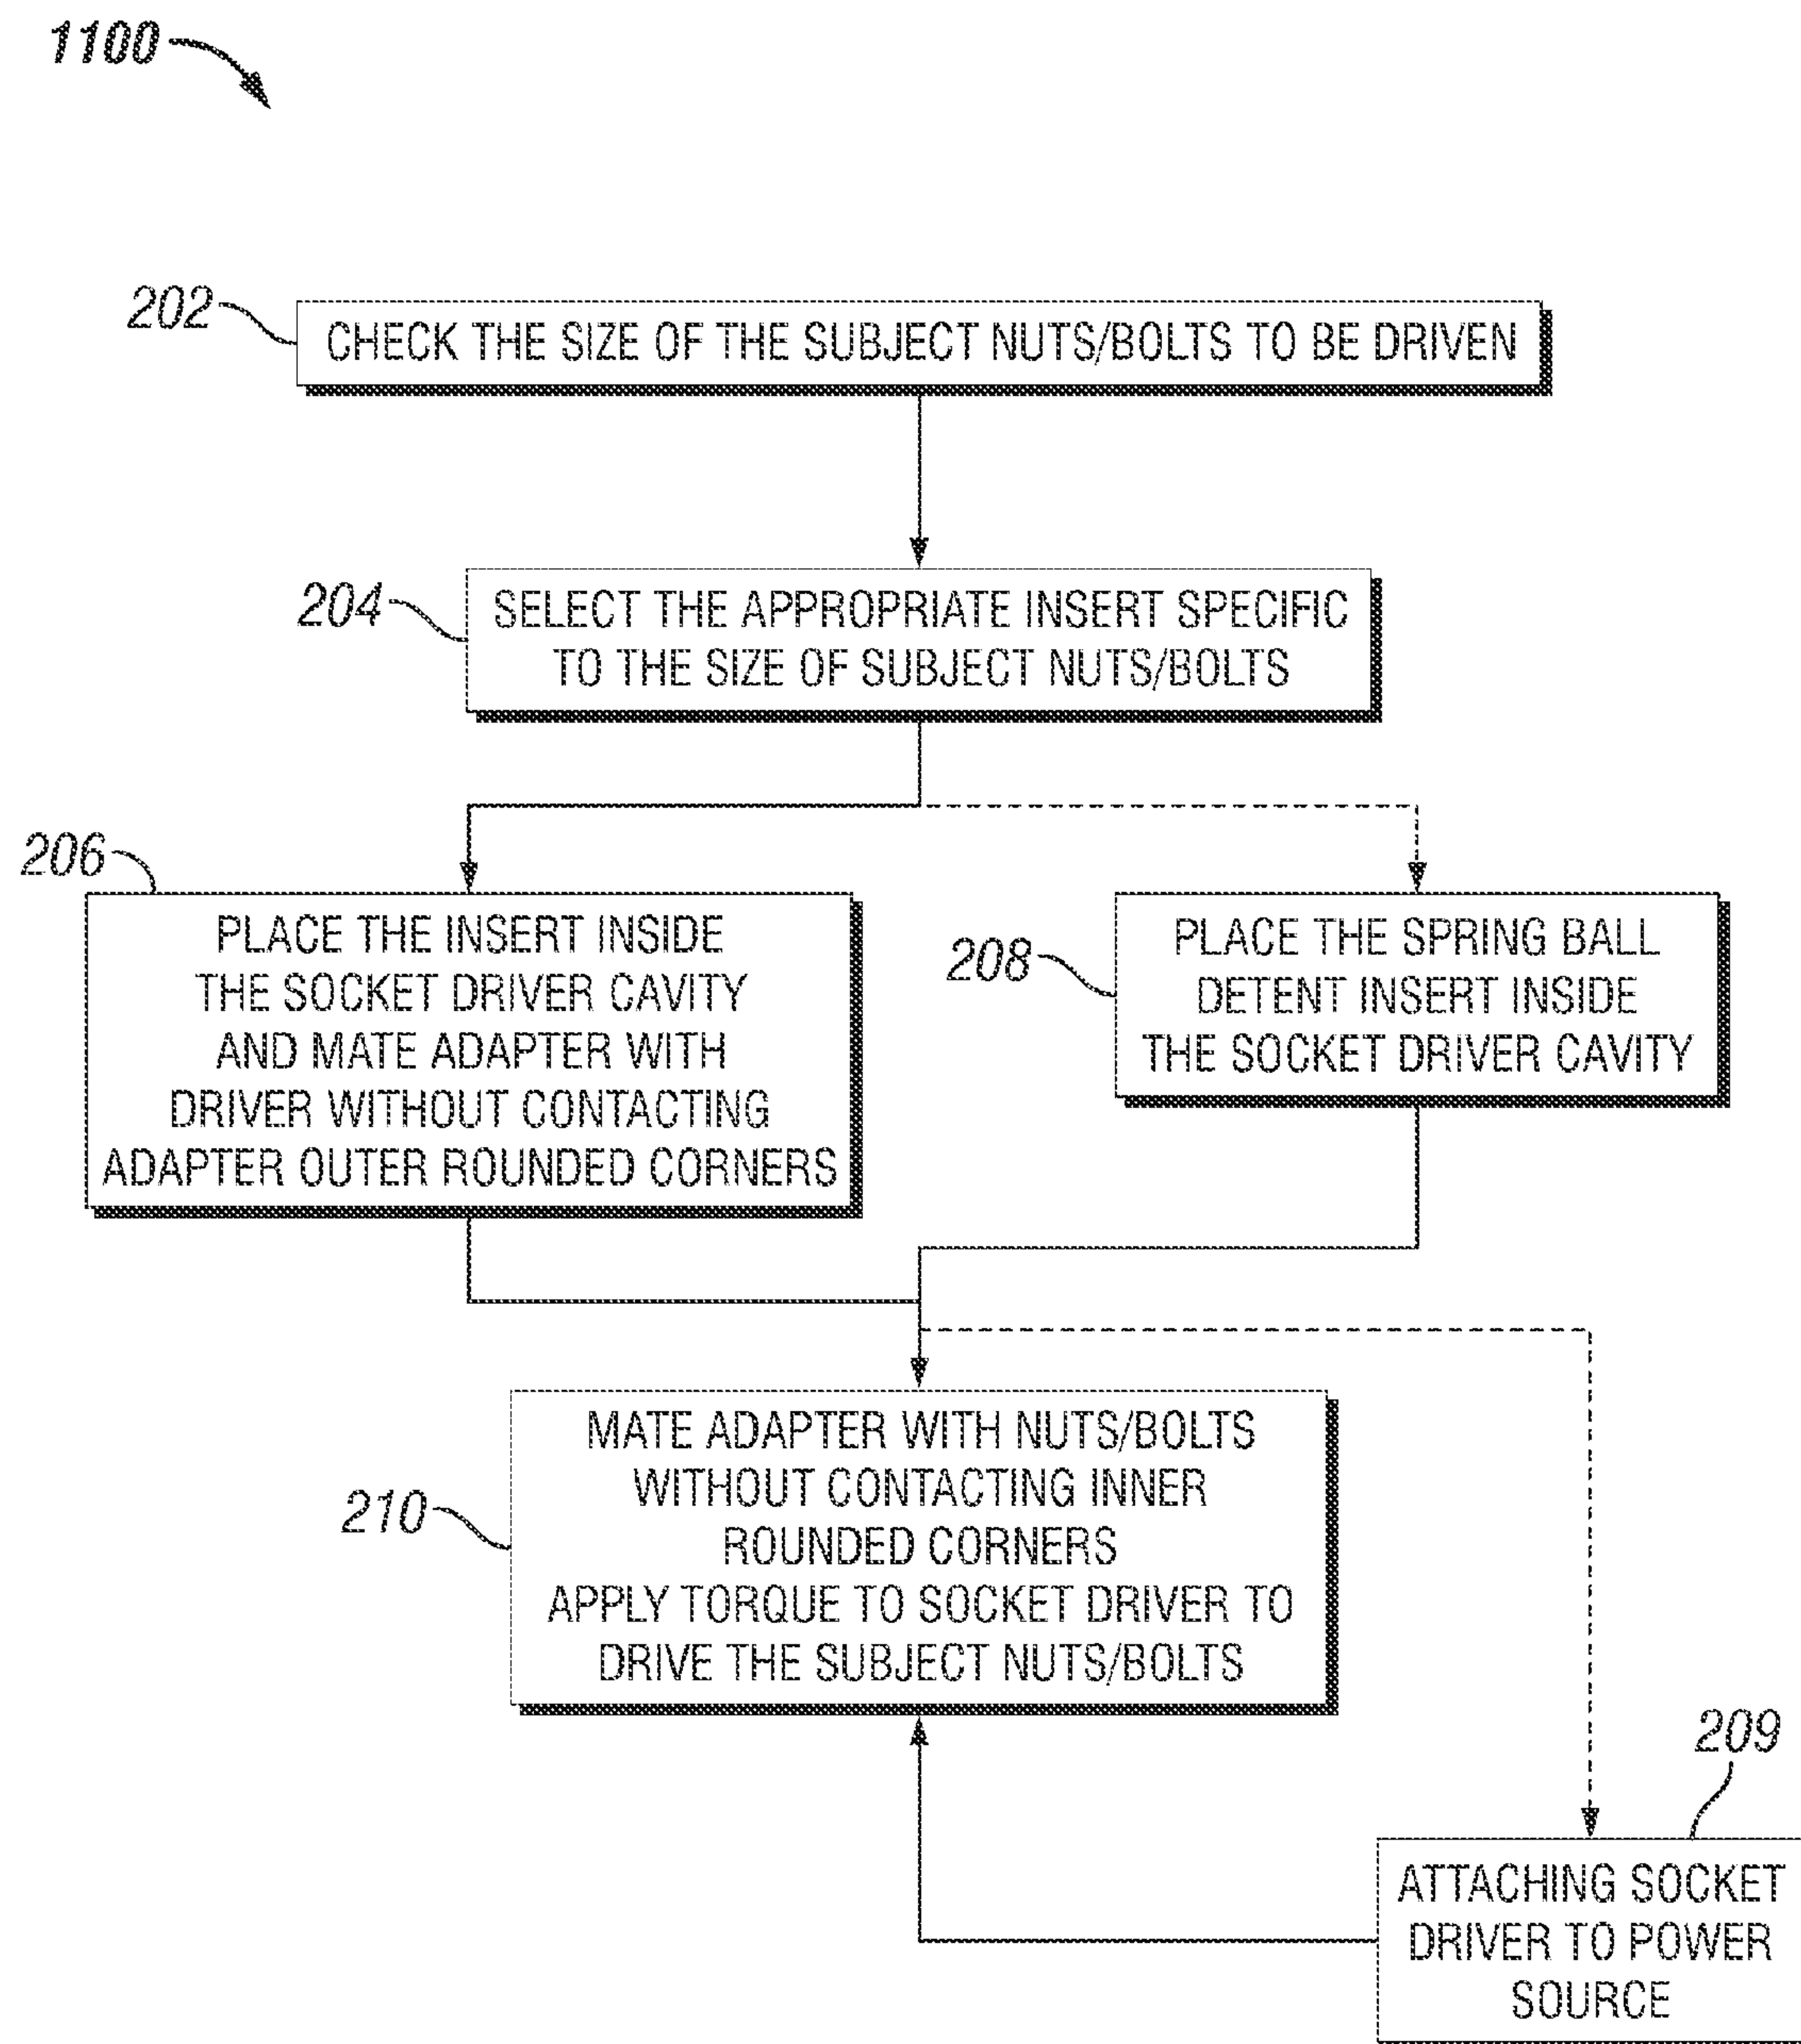 1100
202
CHECK THE SIZE OF THE SUBJECT NUTS/BOLTS TO BE DRIVEN
204
SELECT THE APPROPRIATE INSERT SPECIFIC
TO THE SIZE OF SUBJECT NUTS/BOLTS
206
PLACE THE INSERT INSIDE
THE SOCKET DRIVER CAVITY
AND MATE ADAPTER WITH
DRIVER WITHOUT CONTACTING
ADAPTER OUTER ROUNDED CORNERS
208
PLACE THE SPRING BALL
DETENT INSERT INSIDE
THE SOCKET DRIVER CAVITY
210
MATE ADAPTER WITH NUTS/BOLTS
WITHOUT CONTACTING INNER
ROUNDED CORNERS
APPLY TORQUE TO SOCKET DRIVER TO
DRIVE THE SUBJECT NUTS/BOLTS
209
ATTACHING SOCKET
DRIVER TO POWER
SOURCE